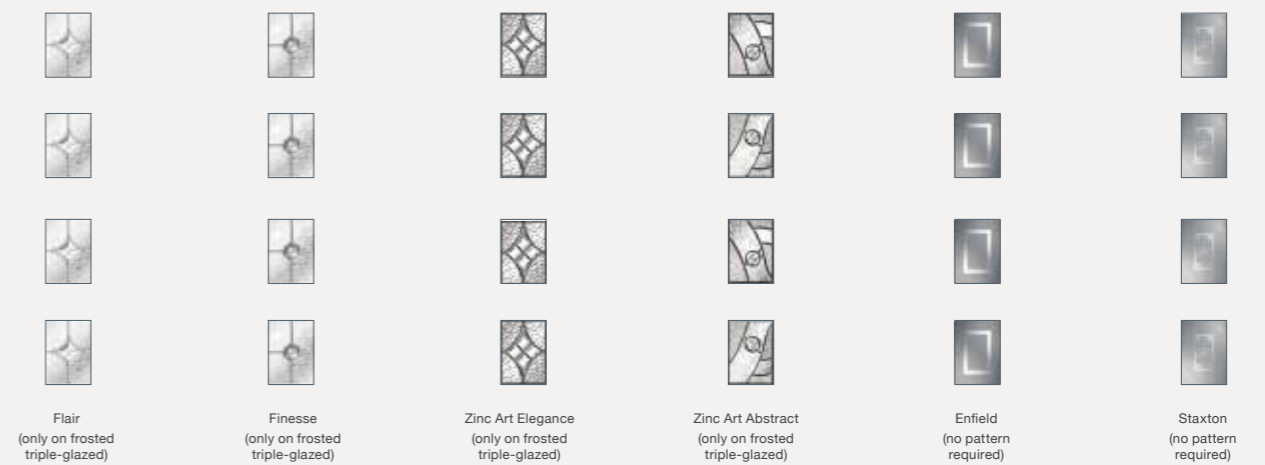 Flair
(only on frosted
triple-glazed)
Finesse
(only on frosted
triple-glazed)
Zinc Art Elegance
(only on frosted
triple-glazed)
Zinc Art Abstract
(only on frosted
triple-glazed)
Enfield
(no pattern
required)
Staxton
(no pattern
required)